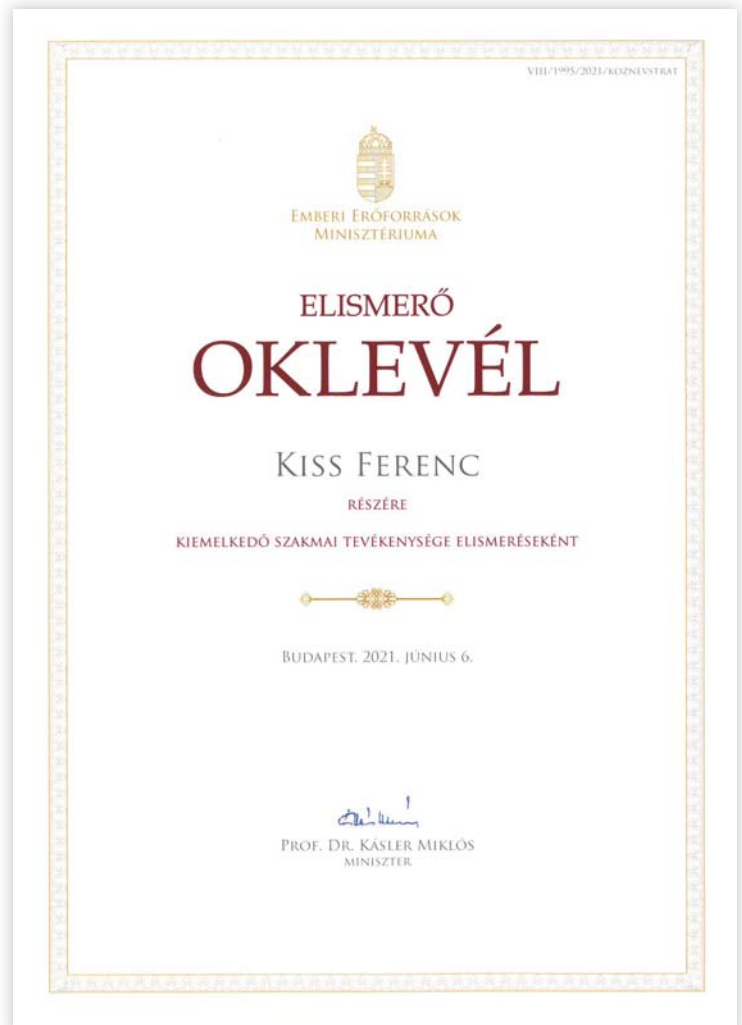 VIII/1995/2021/KOZNEVSTRAT
EMBERI ERŐFORRÁSOK
MINISZTÉRIUMA
ELISMERŐ
OKLEVÉL
KISS FERENC
RÉSZÉRE
KIEMELKEDŐ SZAKMAI TEVÉKENYSÉGE ELISMERÉSEKÉNT
BUDAPEST, 2021. JÚNIUS 6.
PROF. DR. KÁSLER MIKLÓS
MINISZTER